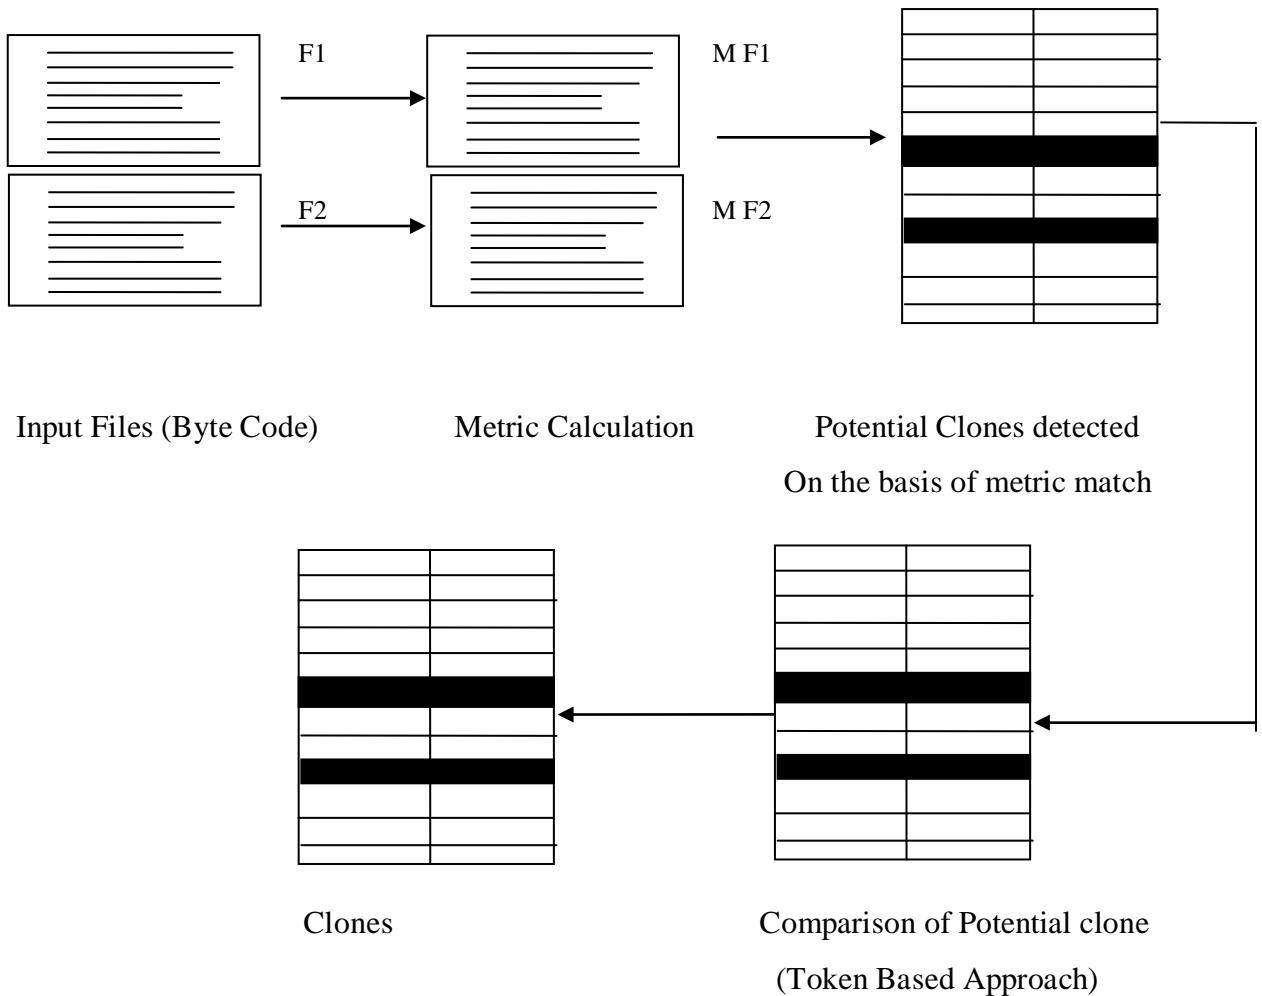 F1
M F1
F2
M F2
Input Files (Byte Code)
Metric Calculation
Potential Clones detected
On the basis of metric match
Clones
Comparison of Potential clone
(Token Based Approach)